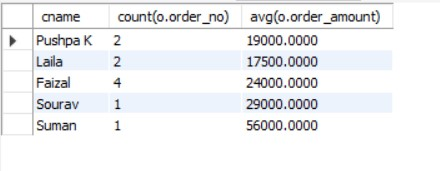 cname count(o.order_no) avg(o.order_amount)
Pushpa K 2 19000.0000
Laila 2 17500.0000
Faizal 4 24000.0000
Sourav 1 29000.0000
Suman 1 56000.0000